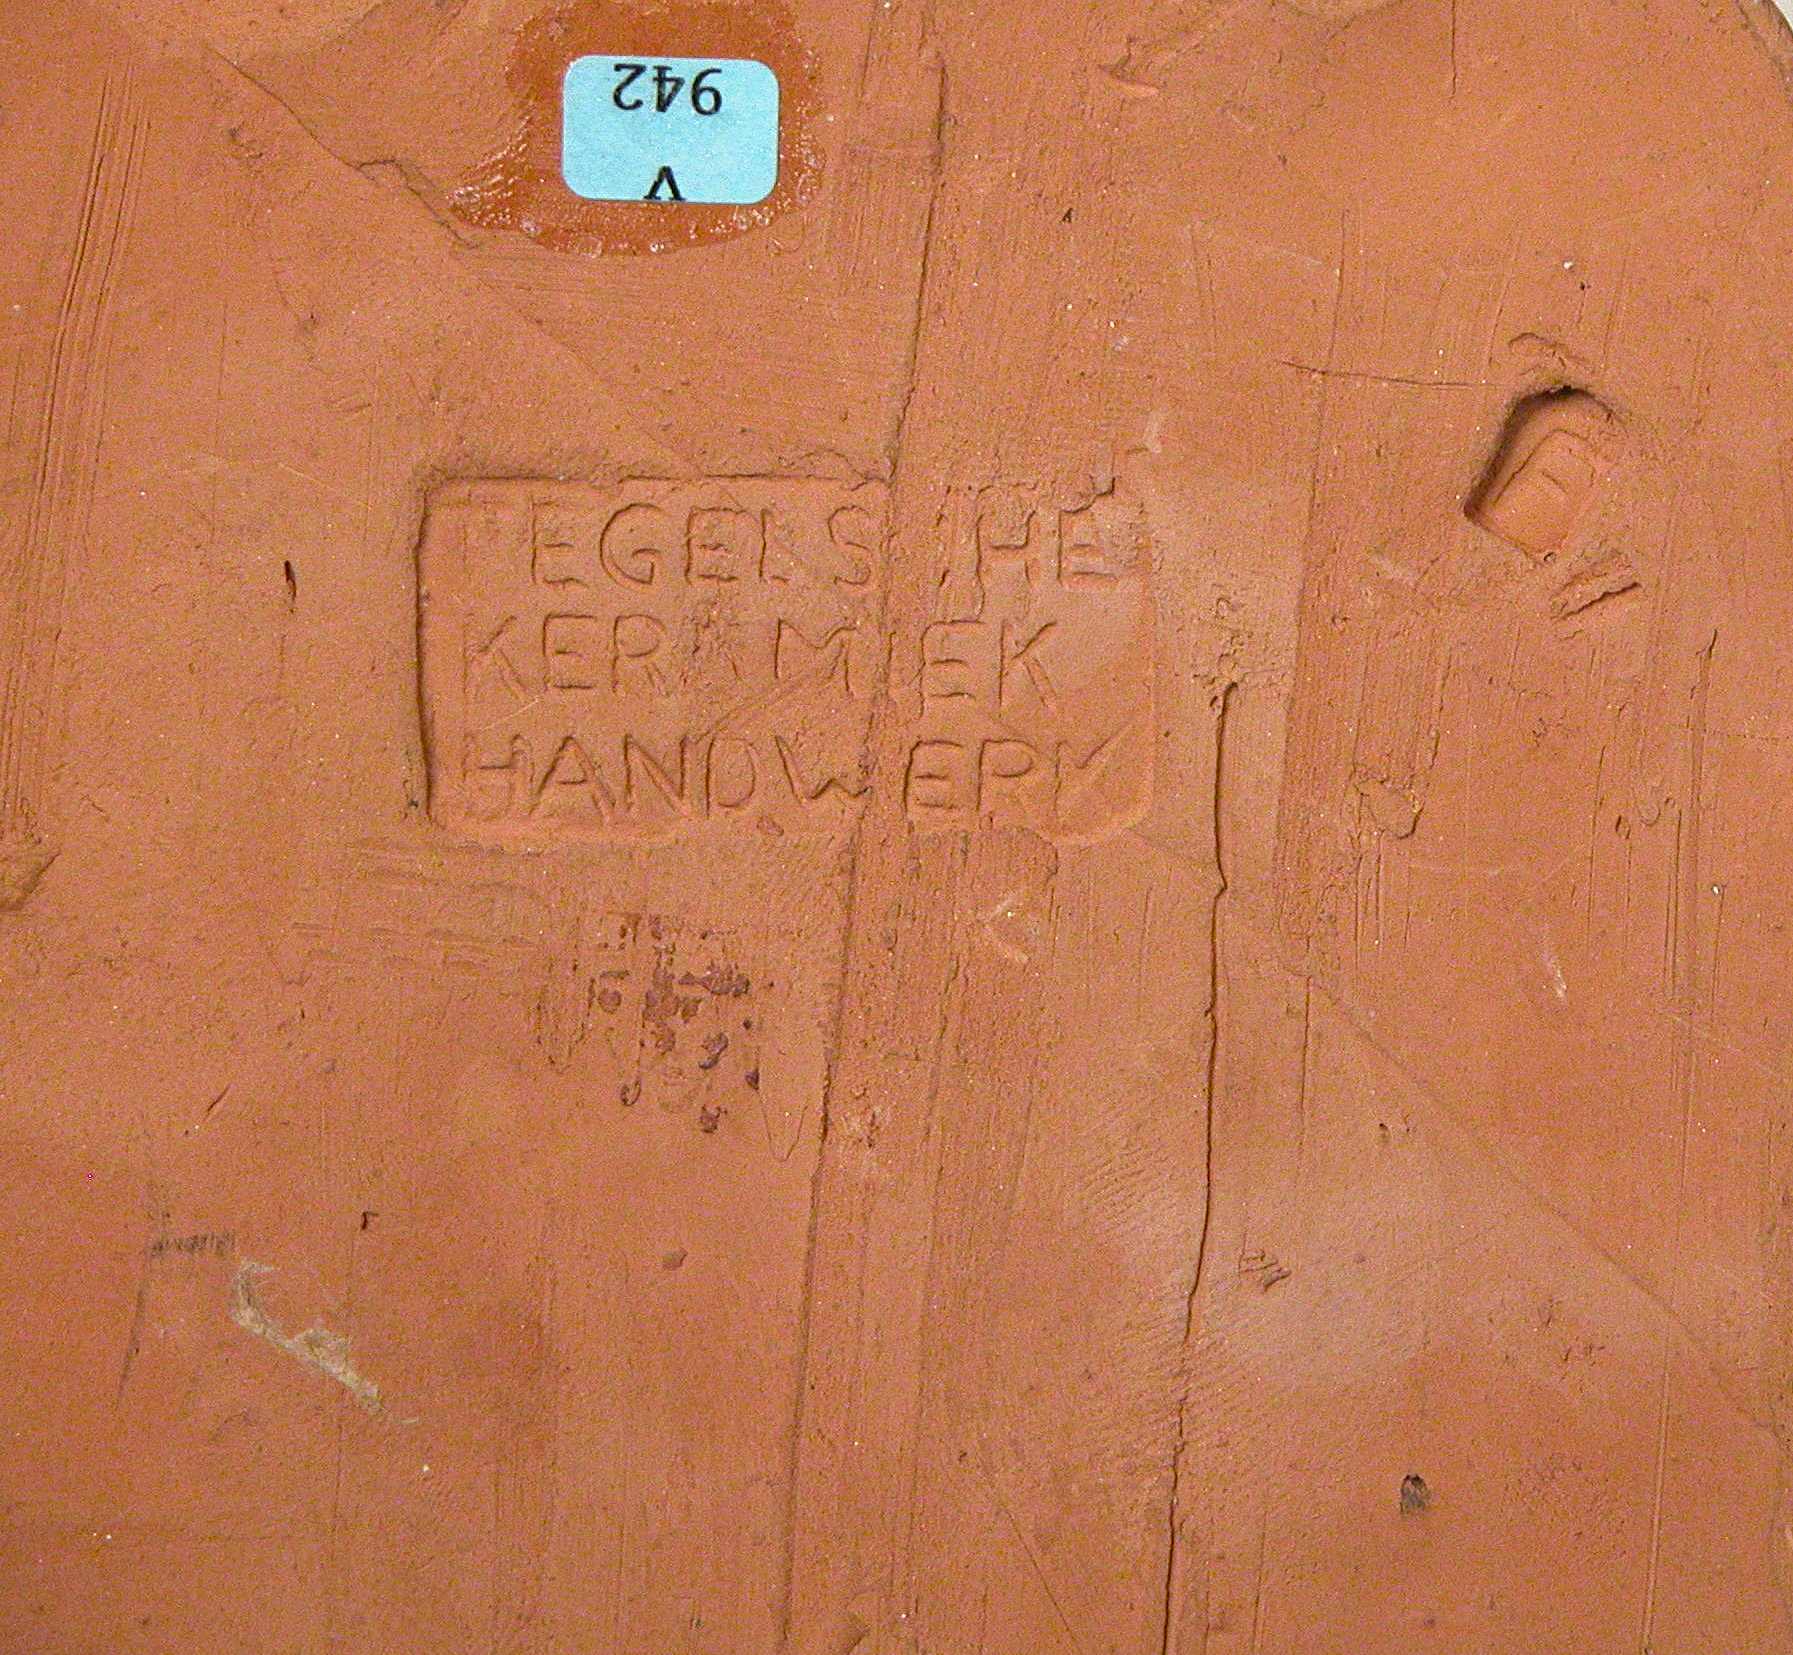 V
942
TEGELSCHE
KERAMIEK
HANDWERK